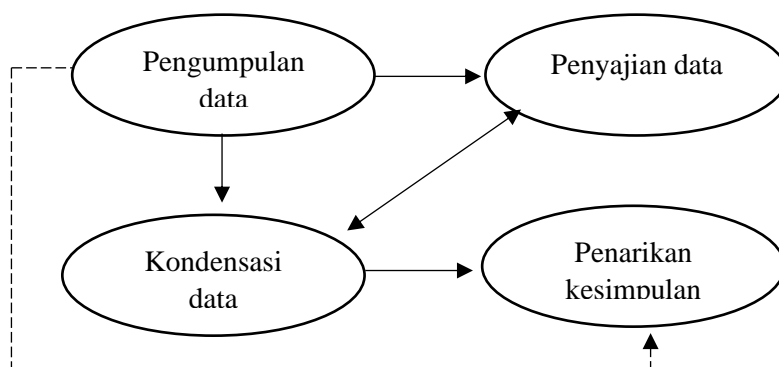 Pengumpulan
data
Penyajian data
Kondensasi
data
Penarikan
kesimpulan